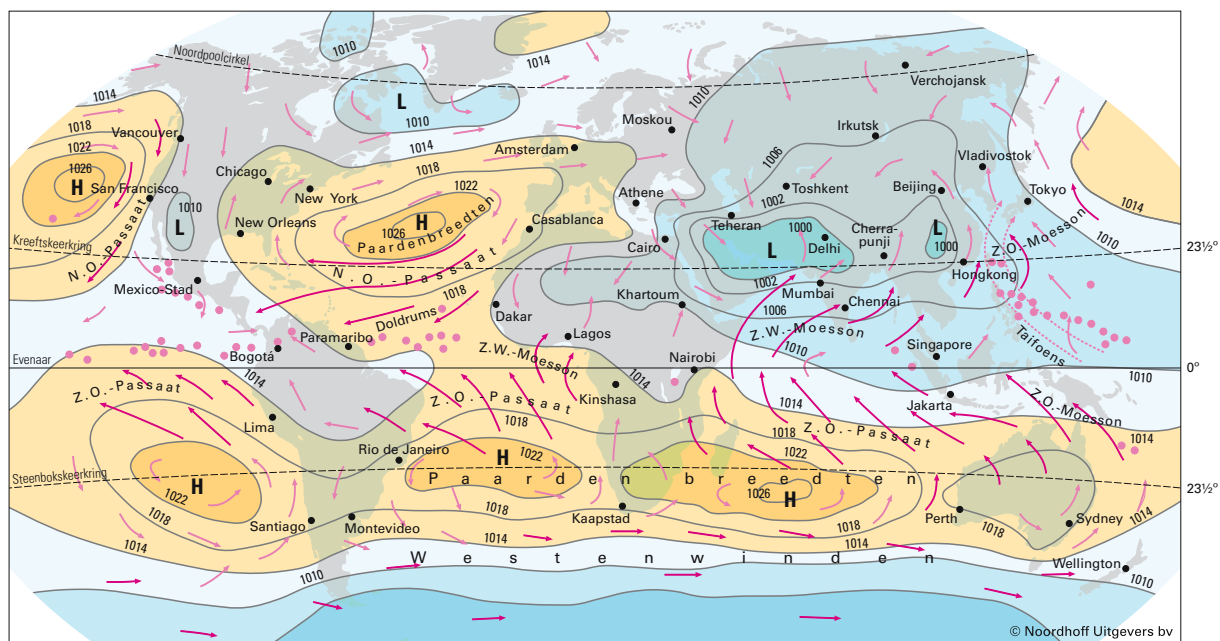 1010
1014
Noordpoolcirkel
Verchojansk
1014
L
1010
1010
1018
Vancouver
1022
1026
H
San Francisco
1010
L
N.O.-Passaat
Kreeftskeerkring
Mexico-Stad
Chicago
New York
New Orleans
1014
1018
1022
H
1026
Paardenbreedten
N.O.-Passaat
1018
Doldrums
Amsterdam
Casablanca
Moskou
Athene
Cairo
Khartoum
Dakar
Lagos
Z.W.-Moesson
Irkutsk
1006
Vladivostok
Toshkent
Beijing
Tokyo
1014
1002
Teheran
1000
L
Delhi
Cherra-
punji
L
1000
Z.O.-Moesson
1010
23½°
Hongkong
1002
Mumbai
Chennai
1006
Z.W.-Moesson
1010
Taifoens
Singapore
Paramaribo
Bogotá
Evenaar
Nairobi
0°
1010
1014
Z.O.-Passaat
Kinshasa
1014
Z.O.-Passaat
1018
1014
1018
Z.O.-Passaat
Jakarta
Z.O.-Moesson
1014
Lima
Rio de Janeiro
H
1022
1022
Steenbokskeerkring
H
1022
Paardenbreedten
1026
H
23½°
1018
1014
Santiago
Montevideo
1018
Kaapstad
1018
1014
Perth
1018
Sydney
1014
Westenwinden
1010
Wellington
1010
© Noordhoff Uitgevers bv